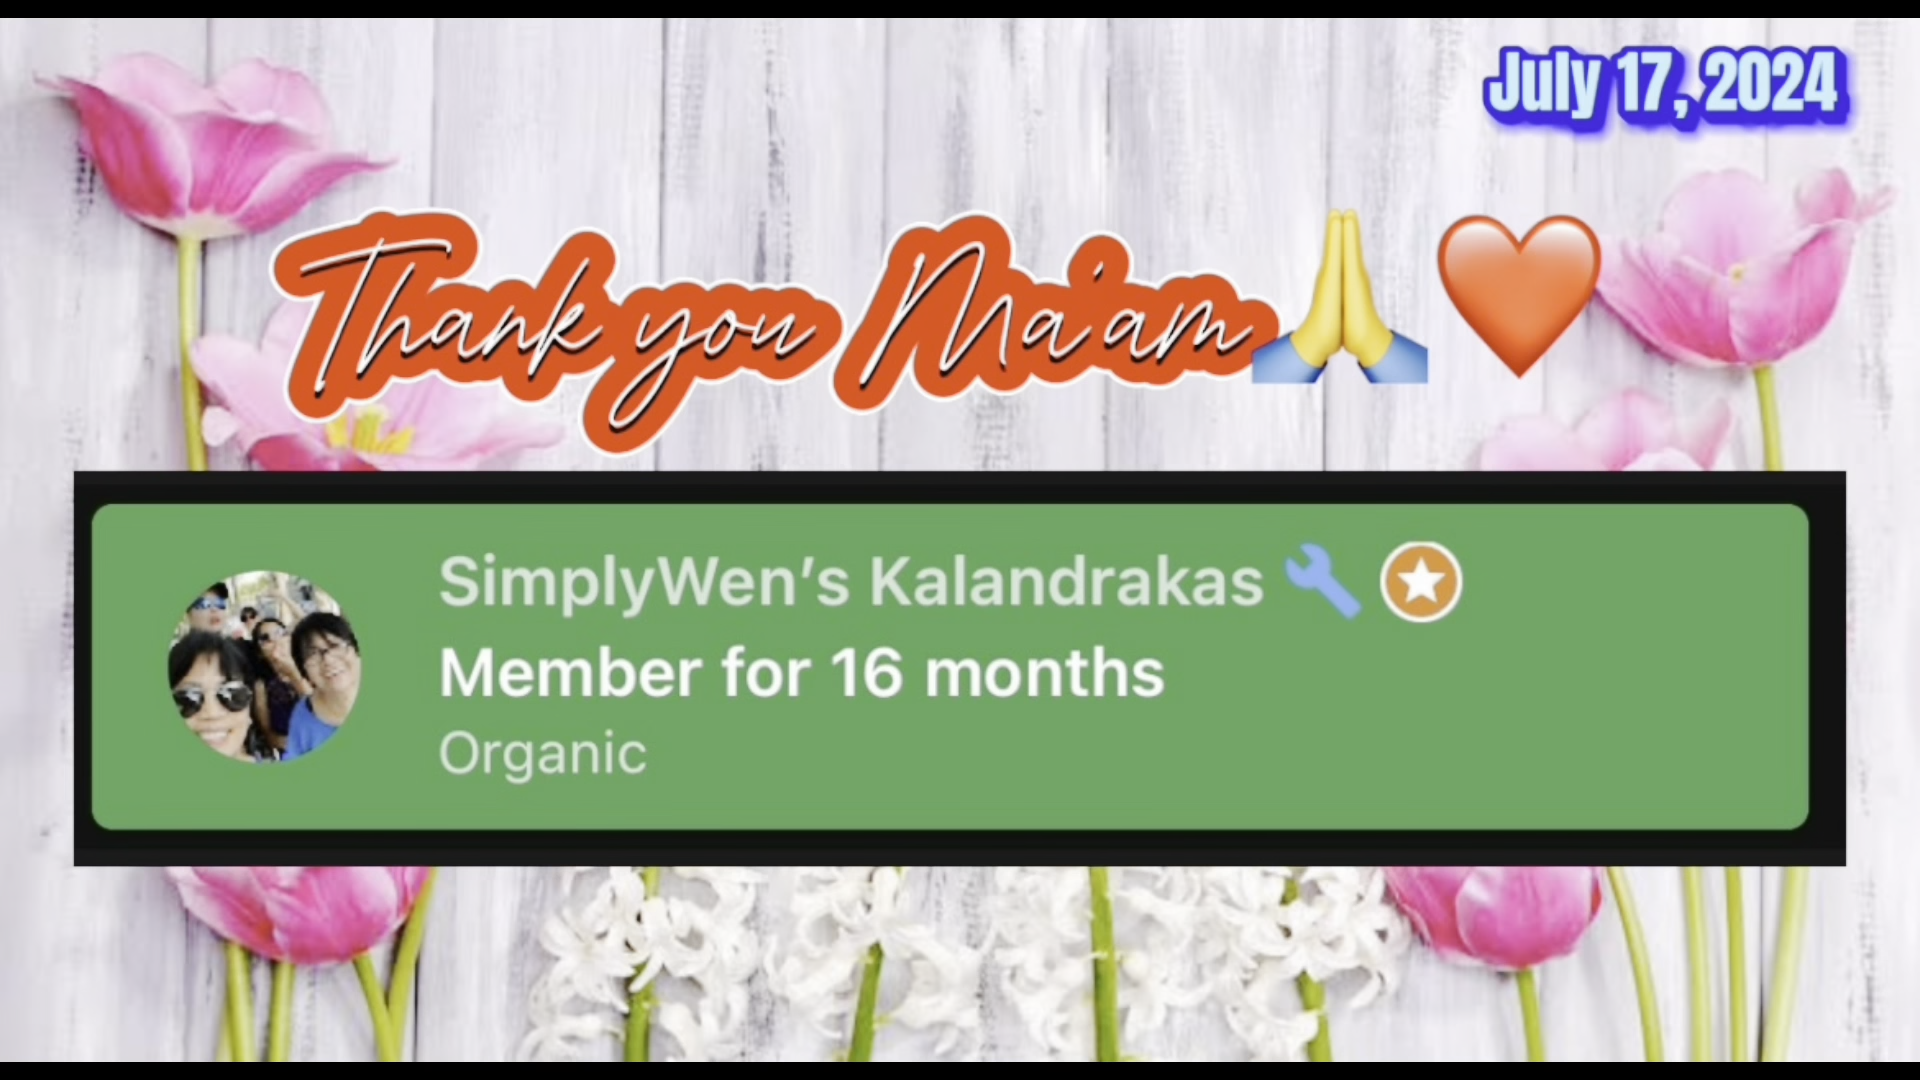 July 17, 2024
Thank you Ma'am🙏🧡
SimplyWen's Kalandrakas
Member for 16 months
Organic